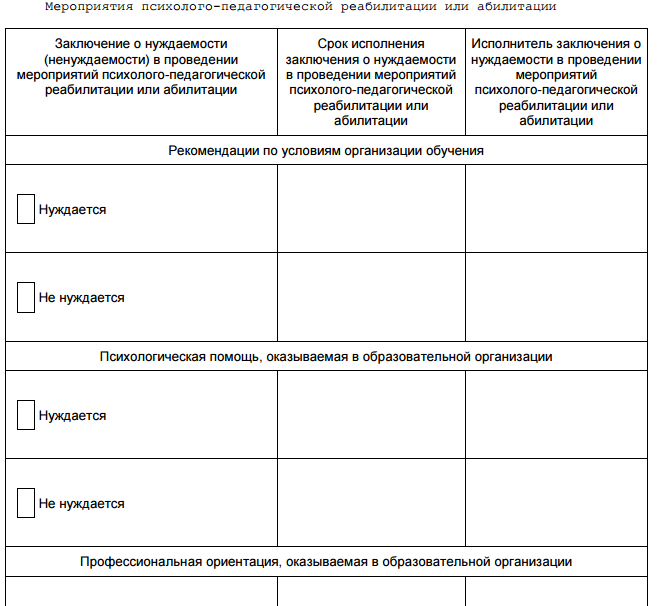 Мероприятия психолого-педагогической реабилитации или абилитации
Заключение о нуждаемости
(ненуждаемости) в проведении
мероприятий психолого-педагогической
реабилитации или абилитации
Срок исполнения
заключения о нуждаемости
в проведении мероприятий
психолого-педагогической
реабилитации или
абилитации
Исполнитель заключения о
нуждаемости в проведении
мероприятий
психолого-педагогической
реабилитации или
абилитации
Рекомендации по условиям организации обучения
Нуждается
Не нуждается
Психологическая помощь, оказываемая в образовательной организации
Нуждается
Не нуждается
Профессиональная ориентация, оказываемая в образовательной организации